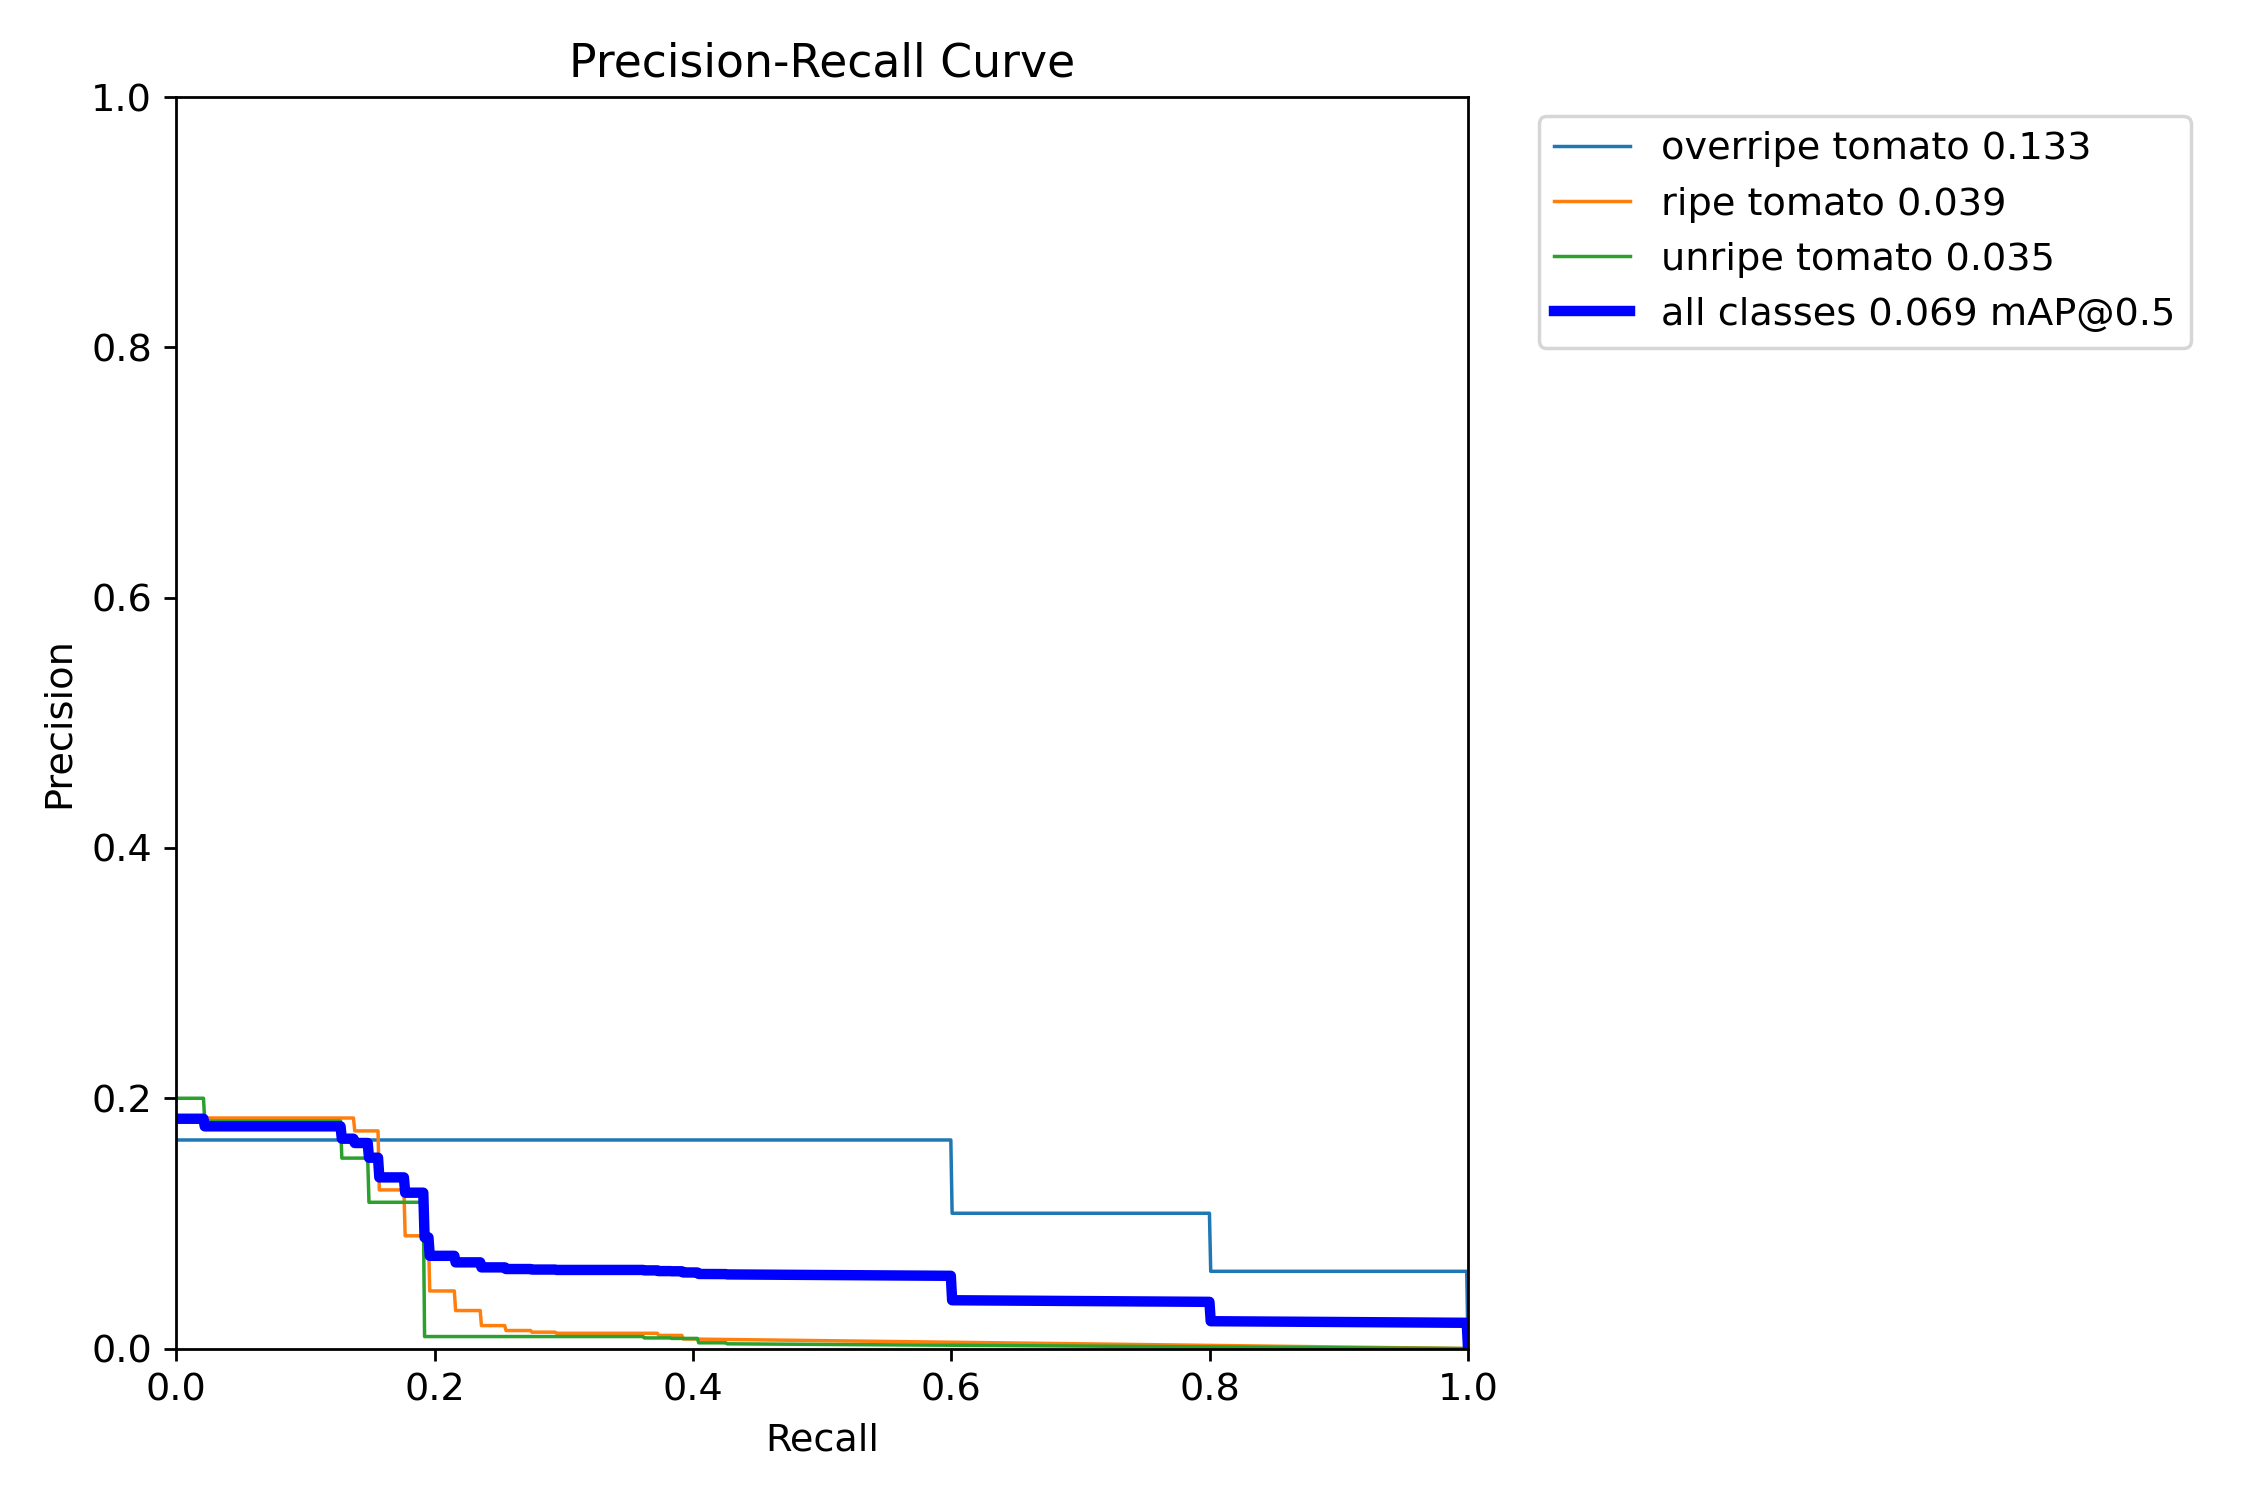 Precision-Recall Curve
1.0
0.8
0.6
0.4
0.2
0.0
Precision
0.0 0.2 0.4 0.6 0.8 1.0
Recall
overripe tomato 0.133
ripe tomato 0.039
unripe tomato 0.035
all classes 0.069 mAP@0.5